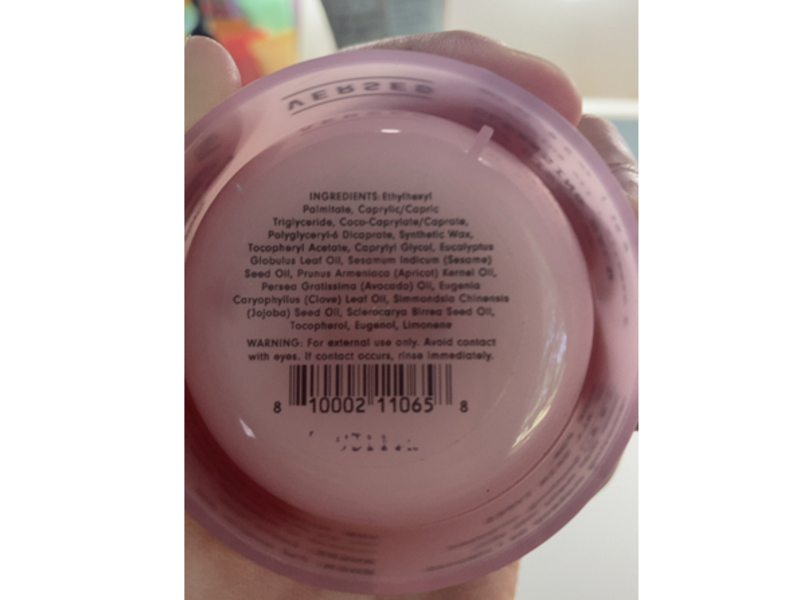 VERSED
INGREDIENTS: Ethylhexyl
Palmitate, Caprylic/Capric
Triglyceride, Coco-Caprylate/Caprate,
Polyglyceryl-6 Dicaprate, Synthetic Wax,
Tocopheryl Acetate, Caprylyl Glycol, Eucalyptus
Globulus Leaf Oil, Sesamum Indicum (Sesame)
Seed Oil, Prunus Armeniaca (Apricot) Kernel Oil,
Persea Gratissima (Avocado) Oil, Eugenia
Caryophyllus (Clove) Leaf Oil, Simmondsia Chinensis
(Jojoba) Seed Oil, Sclerocarya Birrea Seed Oil,
Tocopherol, Eugenol, Limonene
WARNING: For external use only. Avoid contact
with eyes. If contact occurs, rinse immediately.
8 10002 11065 8